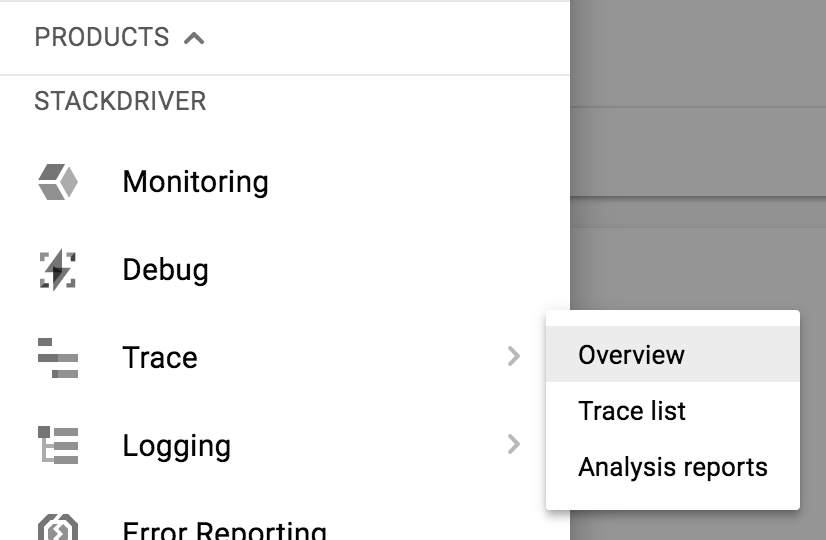 PRODUCTS
STACKDRIVER
Monitoring
Debug
Trace
Overview
Trace list
Logging
Analysis reports
Error Reporting